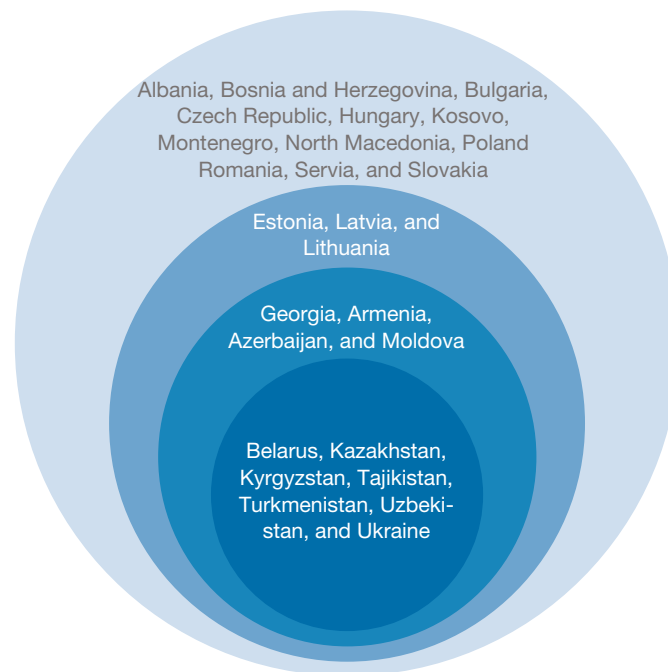 Albania, Bosnia and Herzegovina, Bulgaria,
Czech Republic, Hungary, Kosovo,
Montenegro, North Macedonia, Poland
Romania, Servia, and Slovakia
Estonia, Latvia, and
Lithuania
Georgia, Armenia,
Azerbaijan, and Moldova
Belarus, Kazakhstan,
Kyrgyzstan, Tajikistan,
Turkmenistan, Uzbeki-
stan, and Ukraine